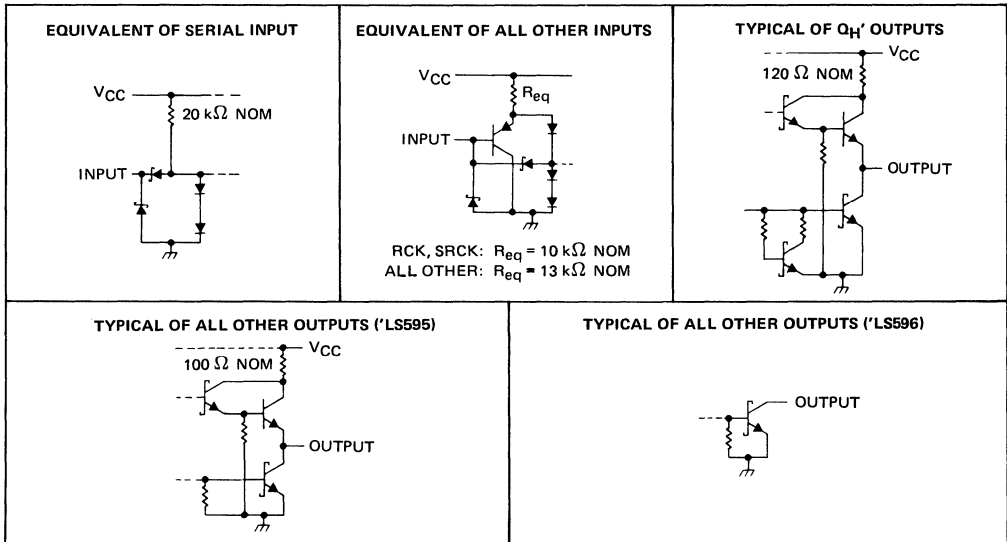 EQUIVALENT OF SERIAL INPUT
VCC
20 kΩ NOM
INPUT
EQUIVALENT OF ALL OTHER INPUTS
VCC
Req
INPUT
RCK, SRCK: Req = 10 kΩ NOM
ALL OTHER: Req = 13 kΩ NOM
TYPICAL OF QH' OUTPUTS
VCC
120 Ω NOM
OUTPUT
TYPICAL OF ALL OTHER OUTPUTS ('LS595)
VCC
100 Ω NOM
OUTPUT
TYPICAL OF ALL OTHER OUTPUTS ('LS596)
OUTPUT